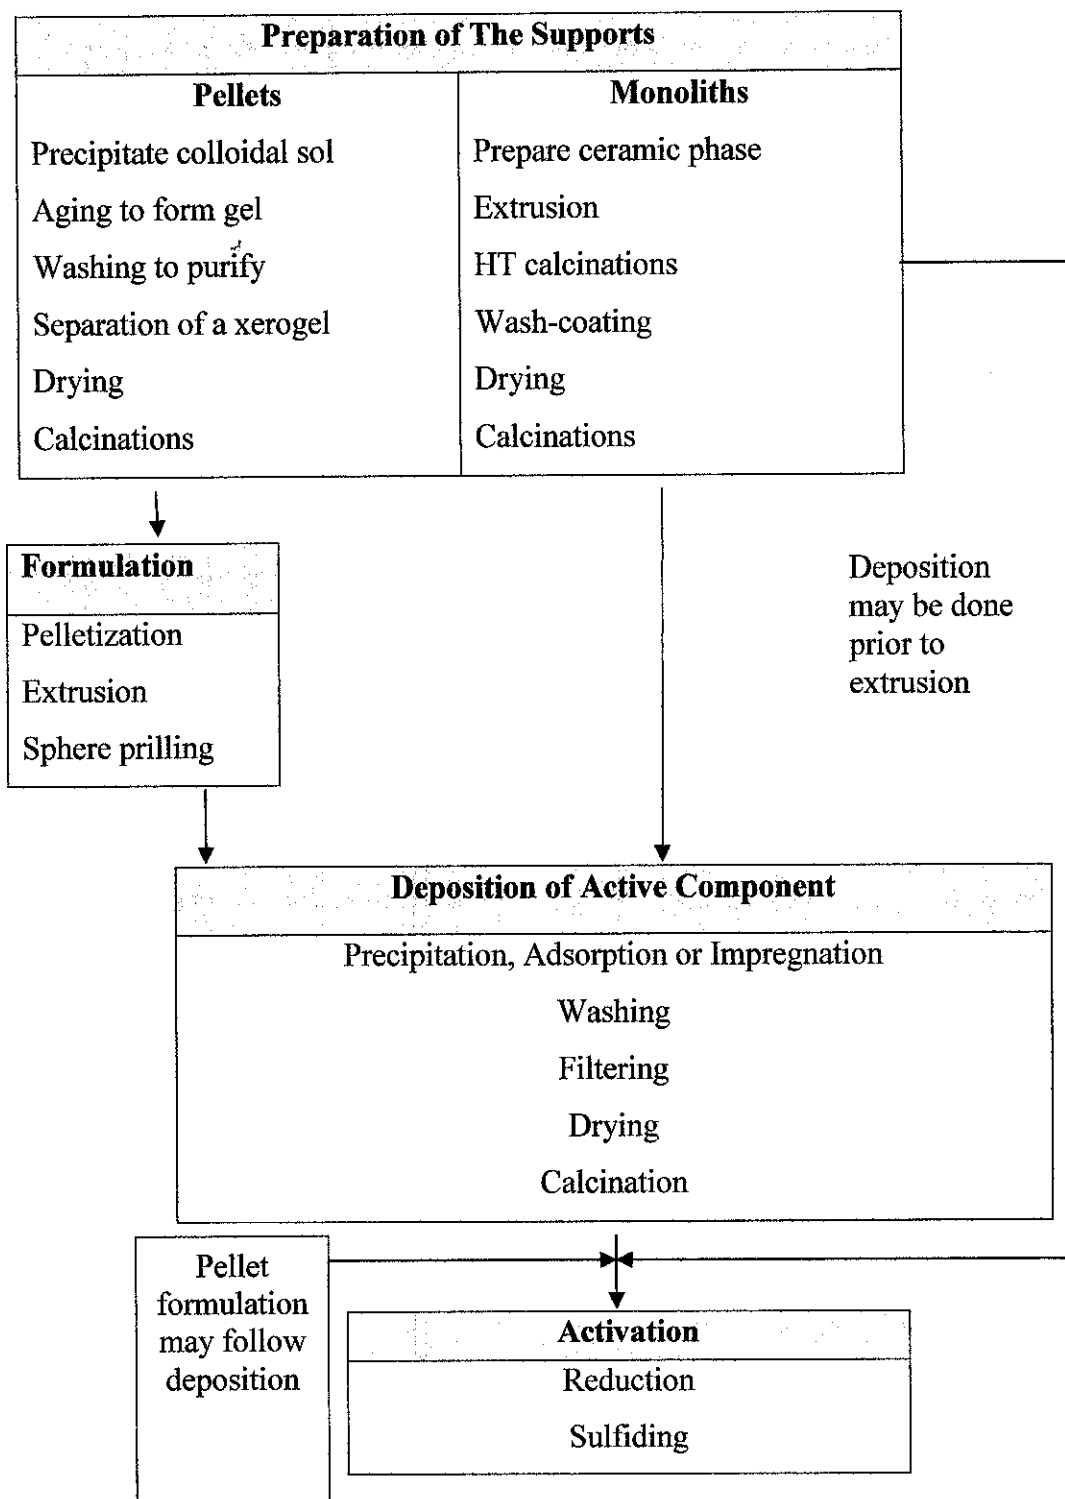 Preparation of The Supports
Pellets
Precipitate colloidal sol
Aging to form gel
Washing to purify
Separation of a xerogel
Drying
Calcinations
Monoliths
Prepare ceramic phase
Extrusion
HT calcinations
Wash-coating
Drying
Calcinations
Formulation
Pelletization
Extrusion
Sphere prilling
Deposition
may be done
prior to
extrusion
Deposition of Active Component
Precipitation, Adsorption or Impregnation
Washing
Filtering
Drying
Calcination
Pellet
formulation
may follow
deposition
Activation
Reduction
Sulfiding